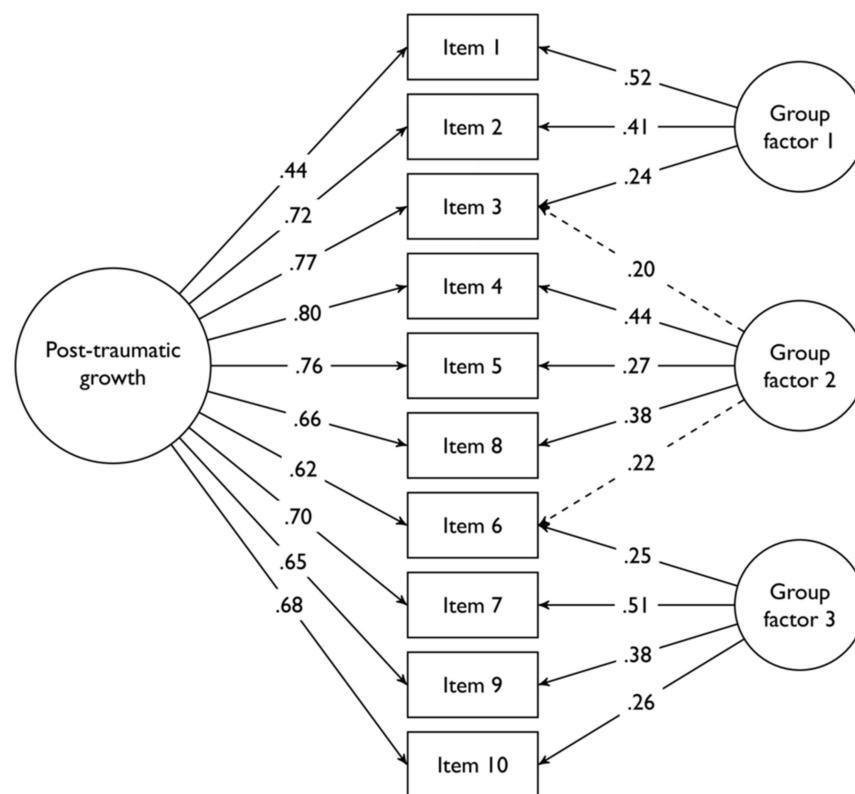 Item 1
.52
Group
factor 1
Item 2
.41
.44
.24
.72
Item 3
.77
.20
Item 4
.80
.44
Post-traumatic
growth
.76
Item 5
.27
Group
factor 2
.66
Item 8
.38
.62
.22
.70
Item 6
.25
.65
Item 7
.51
Group
factor 3
.68
Item 9
.38
.26
Item 10